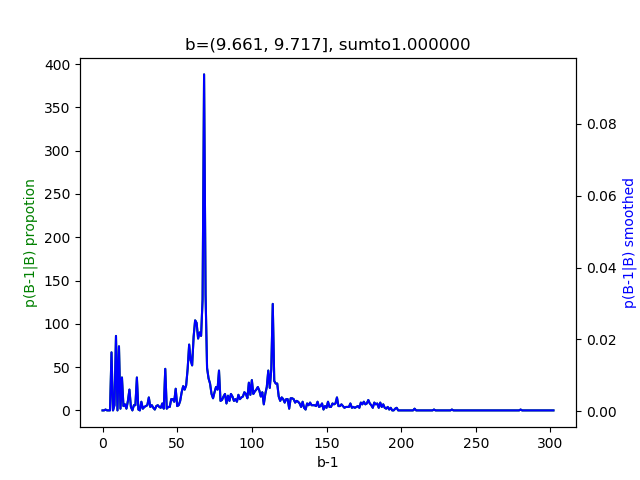 b=(9.661, 9.717], sumto1.000000
400
350
300
250
200
150
100
50
0
p(B-1|B) propotion
0.08
0.06
0.04
0.02
0.00
p(B-1|B) smoothed
0 50 100 150 200 250 300
b-1